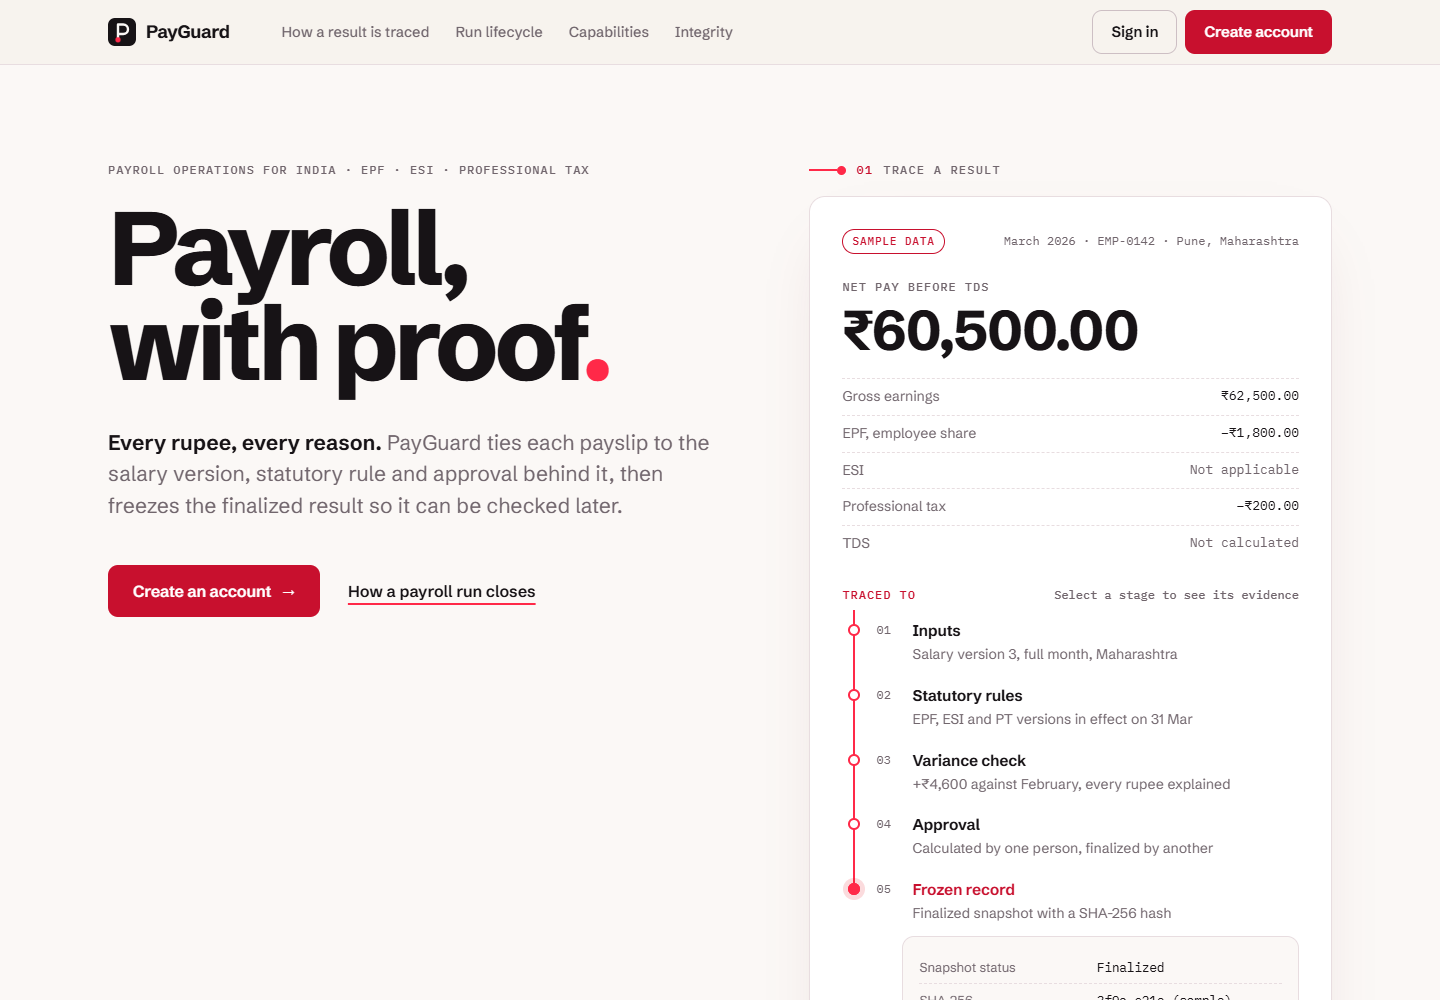 PayGuard
How a result is traced
Run lifecycle
Capabilities
Integrity
Sign in
Create account
PAYROLL OPERATIONS FOR INDIA · EPF · ESI · PROFESSIONAL TAX
Payroll,
with proof.
Every rupee, every reason. PayGuard ties each payslip to the
salary version, statutory rule and approval behind it, then
freezes the finalized result so it can be checked later.
Create an account →
How a payroll run closes
01 TRACE A RESULT
SAMPLE DATA
March 2026 · EMP-0142 · Pune, Maharashtra
NET PAY BEFORE TDS
₹60,500.00
Gross earnings ₹62,500.00
EPF, employee share −₹1,800.00
ESI Not applicable
Professional tax −₹200.00
TDS Not calculated
TRACED TO Select a stage to see its evidence
01 Inputs
Salary version 3, full month, Maharashtra
02 Statutory rules
EPF, ESI and PT versions in effect on 31 Mar
03 Variance check
+₹4,600 against February, every rupee explained
04 Approval
Calculated by one person, finalized by another
05 Frozen record
Finalized snapshot with a SHA-256 hash
Snapshot status Finalized
SHA-256